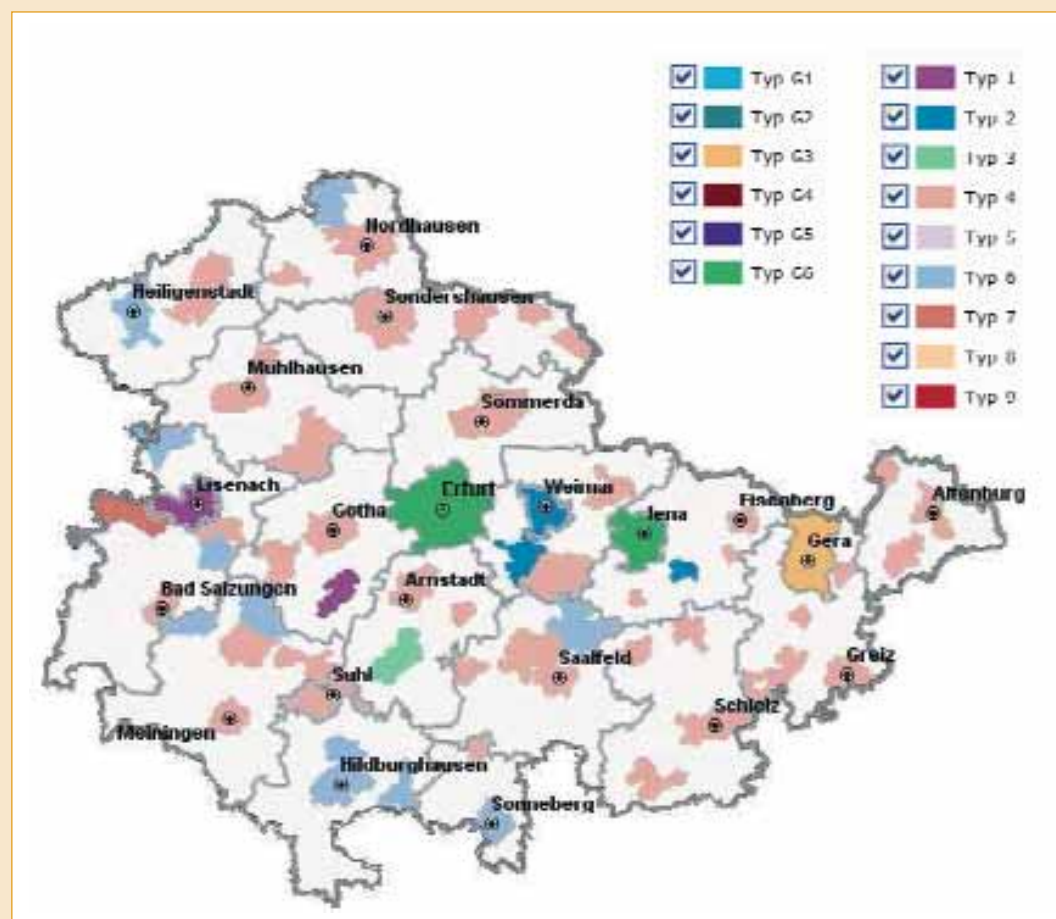 Typ G1
Typ G2
Typ G3
Typ G4
Typ G5
Typ G6
Typ 1
Typ 2
Typ 3
Typ 4
Typ 5
Typ 6
Typ 7
Typ 8
Typ 9
Nordhausen
Heiligenstadt
Sondershausen
Muhlhausen
Sömmerda
Eisenach
Gotha
Erfurt
Weimar
Jena
Eisenberg
Gera
Altenburg
Bad Salzungen
Arnstadt
Suhl
Saalfeld
Greiz
Schleiz
Meiningen
Hildburghausen
Sonneberg